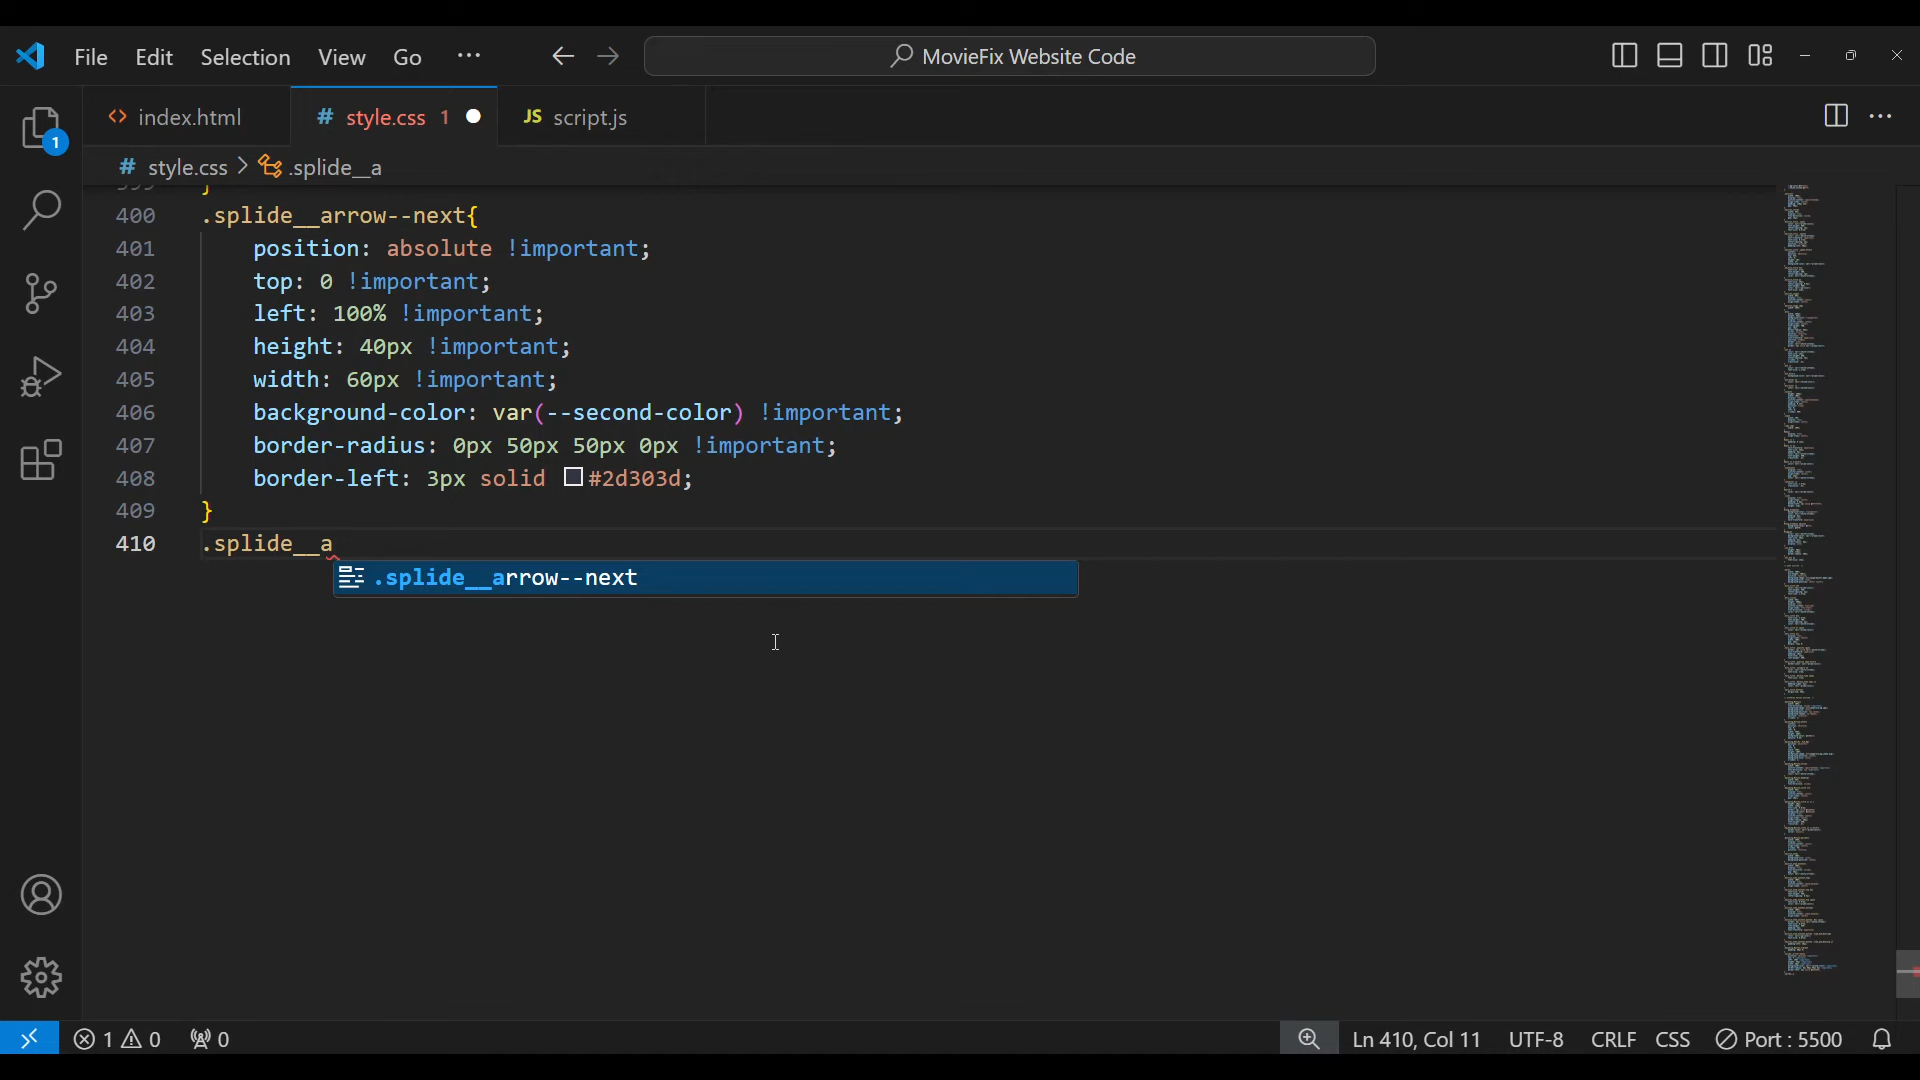 File Edit Selection View Go ··· MovieFix Website Code
index.html # style.css 1 JS script.js
# style.css > .splide__a
400 .splide__arrow--next{
401 position: absolute !important;
402 top: 0 !important;
403 left: 100% !important;
404 height: 40px !important;
405 width: 60px !important;
406 background-color: var(--second-color) !important;
407 border-radius: 0px 50px 50px 0px !important;
408 border-left: 3px solid #2d303d;
409 }
410 .splide__a
.splide__arrow--next
1
1 0 0 Ln 410, Col 11 UTF-8 CRLF CSS Port : 5500